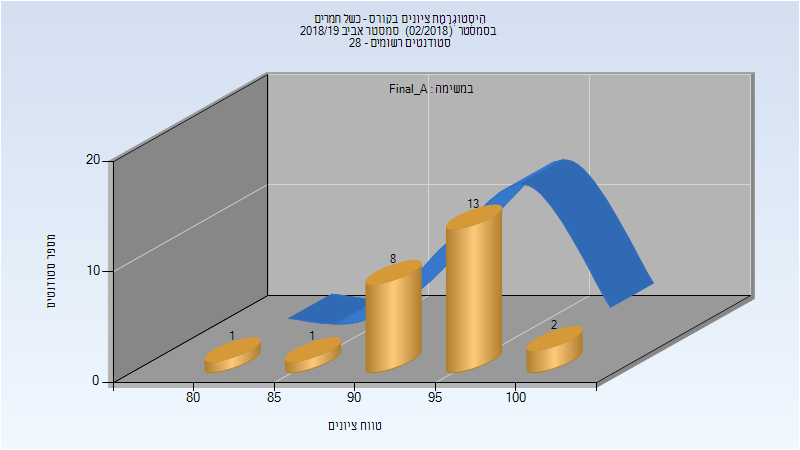 היסטוגרמת ציונים בקורס - כשל חמרים
בסמסטר (02/2018) סמסטר אביב 2018/19
סטודנטים רשומים - 28
במשימה : Final_A
20
10
0
מספר סטודנטים
1
1
8
13
2
80
85
90
95
100
טווח ציונים